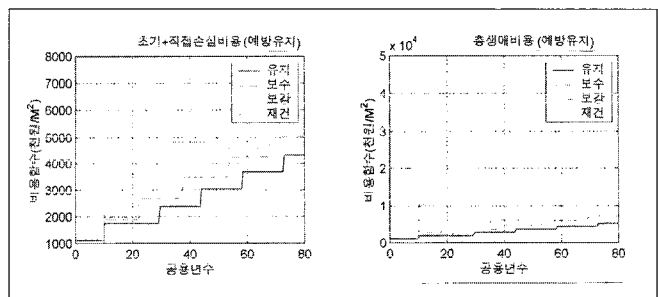 초기+직접손실비용(예방유지)
비용함수(천원/M²)
8000
7000
6000
5000
4000
3000
2000
1000
유지
보수
보강
재건
0
20
40
60
80
공용년수
총생애비용(예방유지)
비용함수(천원/M²)
x 10⁴
5
4
3
2
1
0
유지
보수
보강
재건
0
20
40
60
80
공용년수